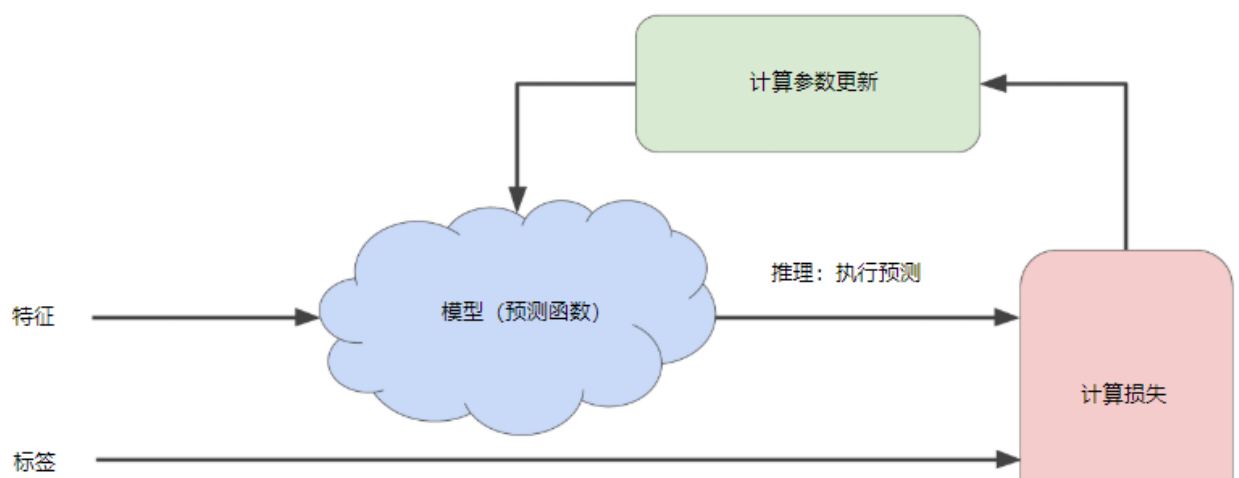 计算参数更新
推理：执行预测
模型（预测函数）
特征
计算损失
标签